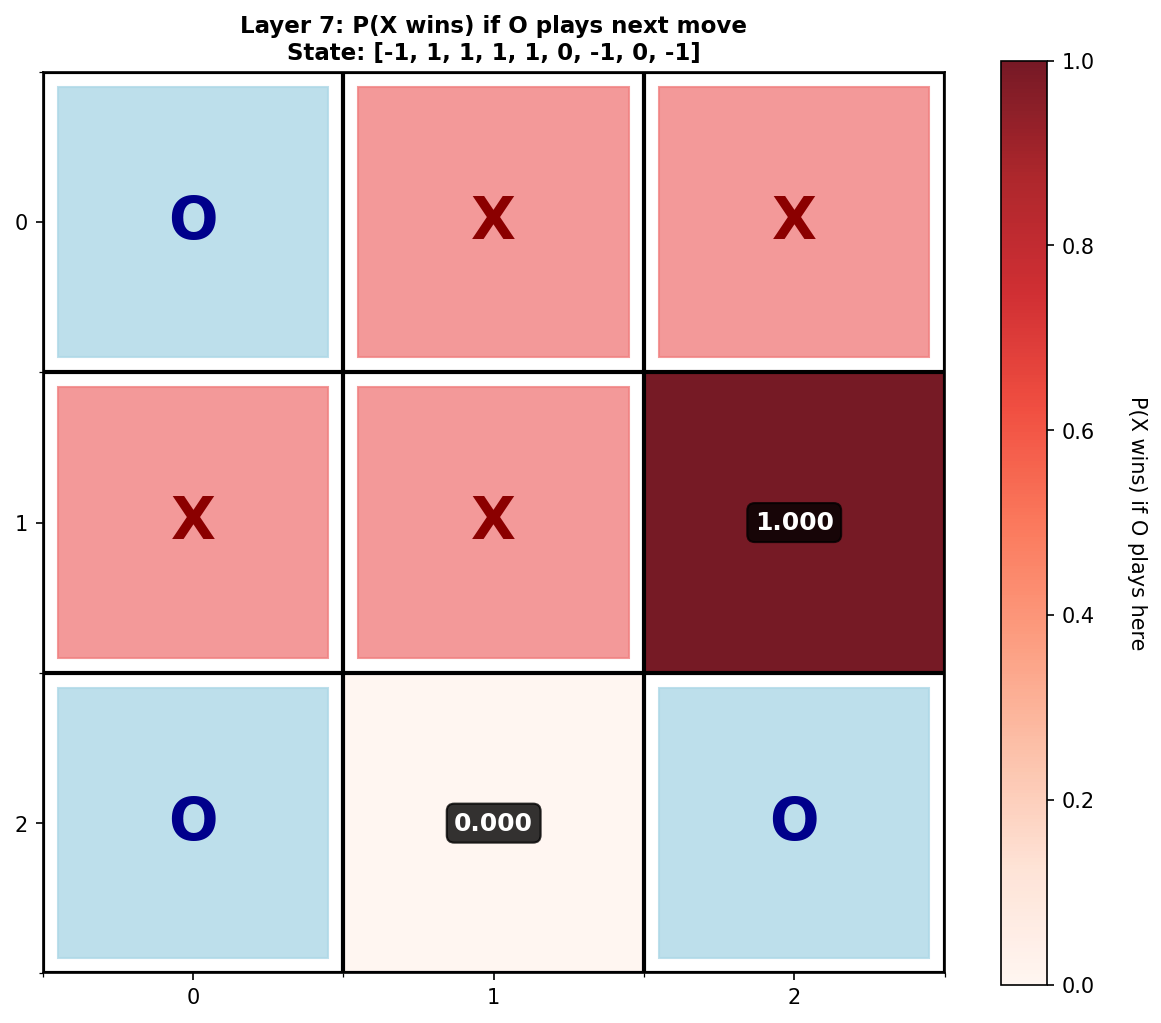 Layer 7: P(X wins) if O plays next move
State: [-1, 1, 1, 1, 1, 0, -1, 0, -1]
O
X
X
X
X
1.000
O
0.000
O
0
1
2
0
1
2
1.0
0.8
0.6
0.4
0.2
0.0
P(X wins) if O plays here